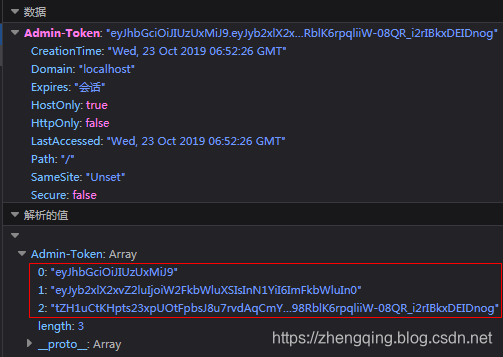 数据
Admin-Token: "eyJhbGciOiJIUzUxMiJ9.eyJyb2xlX2x...RblK6rpqliiW-08QR_i2rIBkxDEIDnog"
CreationTime: "Wed, 23 Oct 2019 06:52:26 GMT"
Domain: "localhost"
Expires: "会话"
HostOnly: true
HttpOnly: false
LastAccessed: "Wed, 23 Oct 2019 06:52:26 GMT"
Path: "/"
SameSite: "Unset"
Secure: false
解析的值
Admin-Token: Array
0: "eyJhbGciOiJIUzUxMiJ9"
1: "eyJyb2xlX2xvZ2luIjoiW2FkbWluXSIsInN1YiI6ImFkbWluIn0"
2: "tZH1uCtKHpts23xpUOtFpbsJ8u7rvdAqCmY...98RblK6rpqliiW-08QR_i2rIBkxDEIDnog"
length: 3
__proto__: Array
https://zhengqing.blog.csdn.net